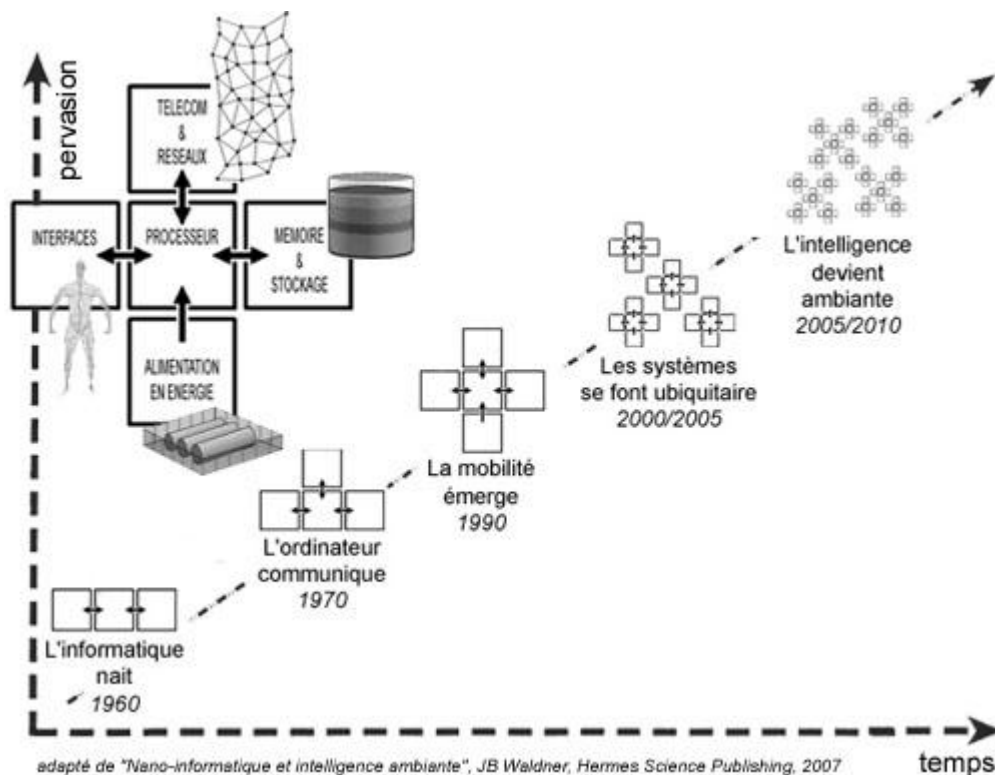 pervasion
TELECOM
&
RESEAUX
INTERFACES
PROCESSEUR
MEMOIRE
&
STOCKAGE
ALIMENTATION
EN ENERGIE
L'informatique
nait
1960
L'ordinateur
communique
1970
La mobilité
émerge
1990
Les systèmes
se font ubiquitaire
2000/2005
L'intelligence
devient
ambiante
2005/2010
temps
adapté de "Nano-informatique et intelligence ambiante", JB Waldner, Hermes Science Publishing, 2007